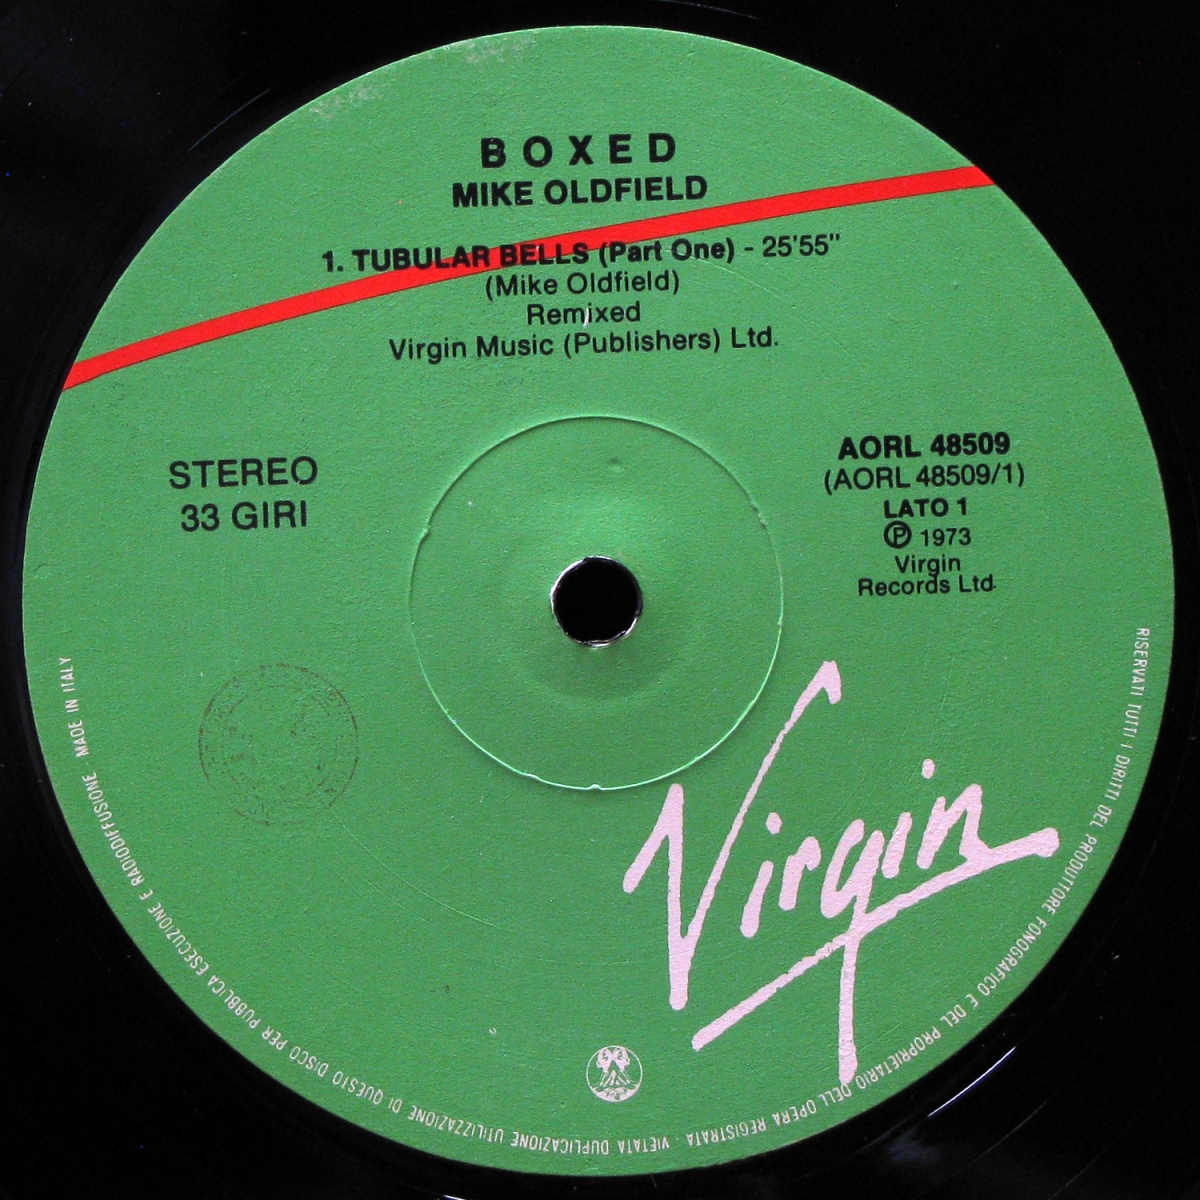 BOXED
MIKE OLDFIELD
1. TUBULAR BELLS (Part One) - 25'55"
(Mike Oldfield)
Remixed
Virgin Music (Publishers) Ltd.
STEREO
33 GIRI
AORL 48509
(AORL 48509/1)
LATO 1
℗ 1973
Virgin
Records Ltd
Virgin
RISERVATI TUTTI I DIRITTI DEL PRODUTTORE FONOGRAFICO E DEL PROPRIETARIO DELL'OPERA REGISTRATA - VIETATA DUPLICAZIONE UTILIZZAZIONE DI QUESTO DISCO PER PUBBLICA ESECUZIONE E RADIODIFFUSIONE - MADE IN ITALY